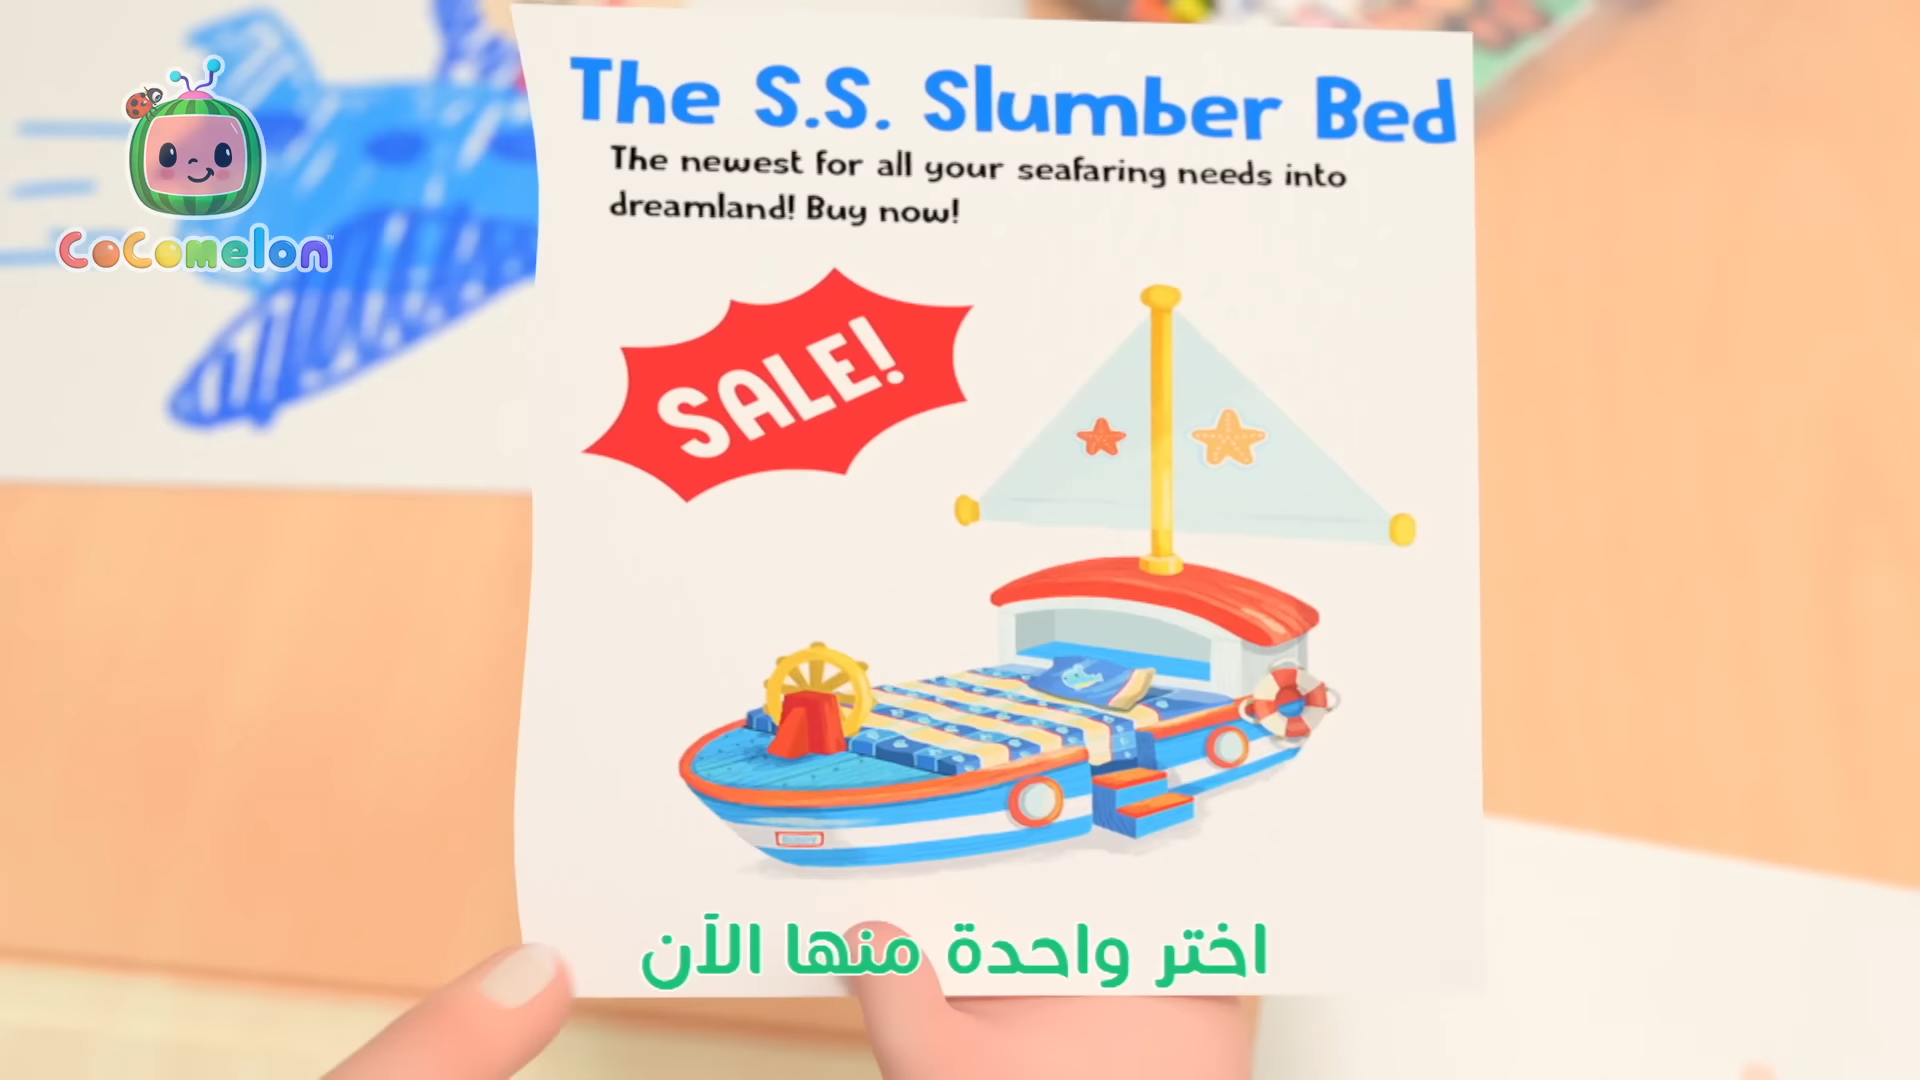 CoComelon™
The S.S. Slumber Bed
The newest for all your seafaring needs into
dreamland! Buy now!
SALE!
اختر واحدة منها الآن